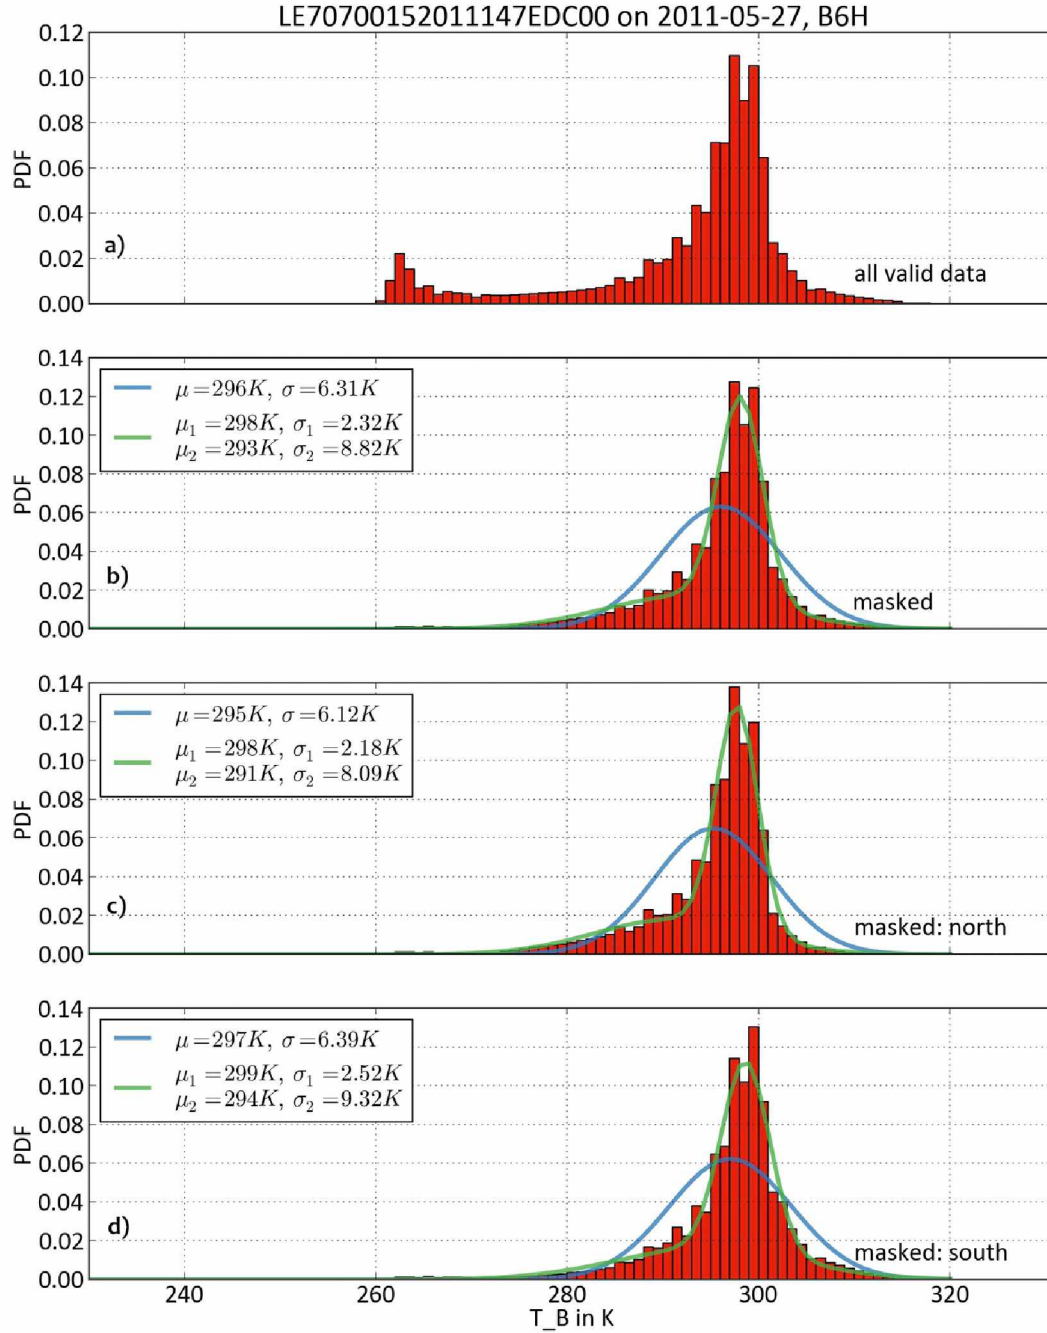 LE70700152011147EDC00 on 2011-05-27, B6H
0.12
0.10
0.08
0.06
0.04
0.02
0.00
PDF
a)
all valid data
0.14
0.12
0.10
0.08
0.06
0.04
0.02
0.00
PDF
μ=296K, σ=6.31K
μ₁=298K, σ₁=2.32K
μ₂=293K, σ₂=8.82K
b)
masked
0.14
0.12
0.10
0.08
0.06
0.04
0.02
0.00
PDF
μ=295K, σ=6.12K
μ₁=298K, σ₁=2.18K
μ₂=291K, σ₂=8.09K
c)
masked: north
0.14
0.12
0.10
0.08
0.06
0.04
0.02
0.00
PDF
μ=297K, σ=6.39K
μ₁=299K, σ₁=2.52K
μ₂=294K, σ₂=9.32K
d)
masked: south
240 260 280 300 320
T_B in K